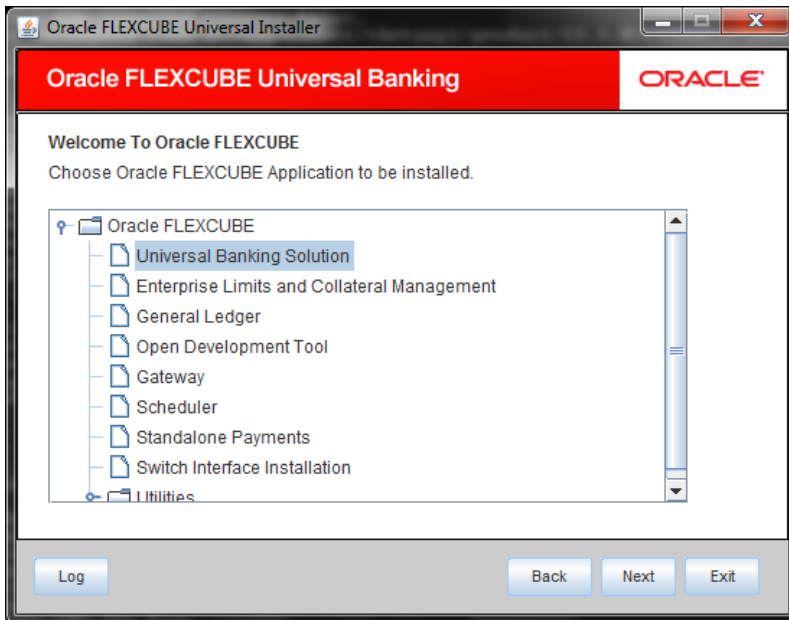 Oracle FLEXCUBE Universal Installer
Oracle FLEXCUBE Universal Banking
ORACLE
Welcome To Oracle FLEXCUBE
Choose Oracle FLEXCUBE Application to be installed.
Oracle FLEXCUBE
Universal Banking Solution
Enterprise Limits and Collateral Management
General Ledger
Open Development Tool
Gateway
Scheduler
Standalone Payments
Switch Interface Installation
Utilities
Log Back Next Exit